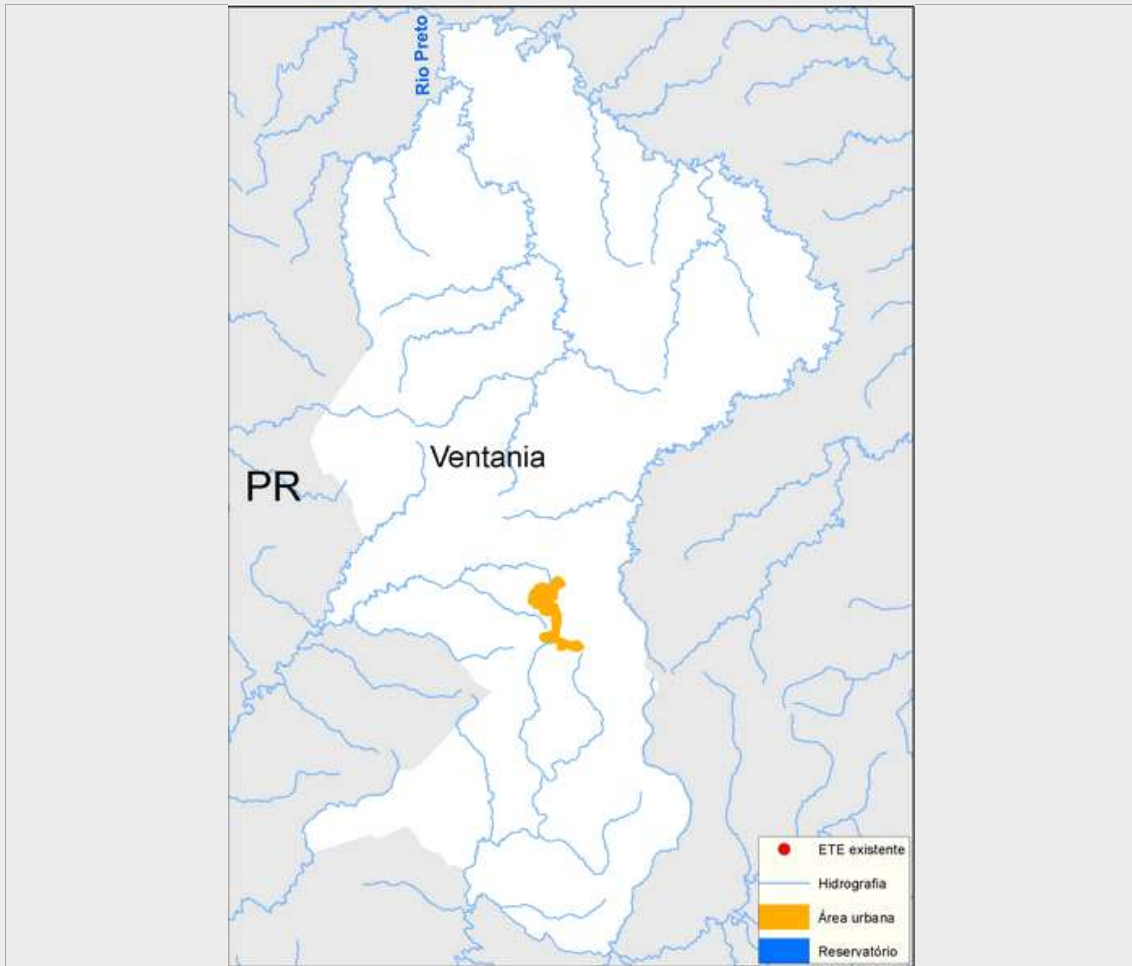 Rio Preto
Ventania
PR
ETE existente
Hidrografia
Área urbana
Reservatório